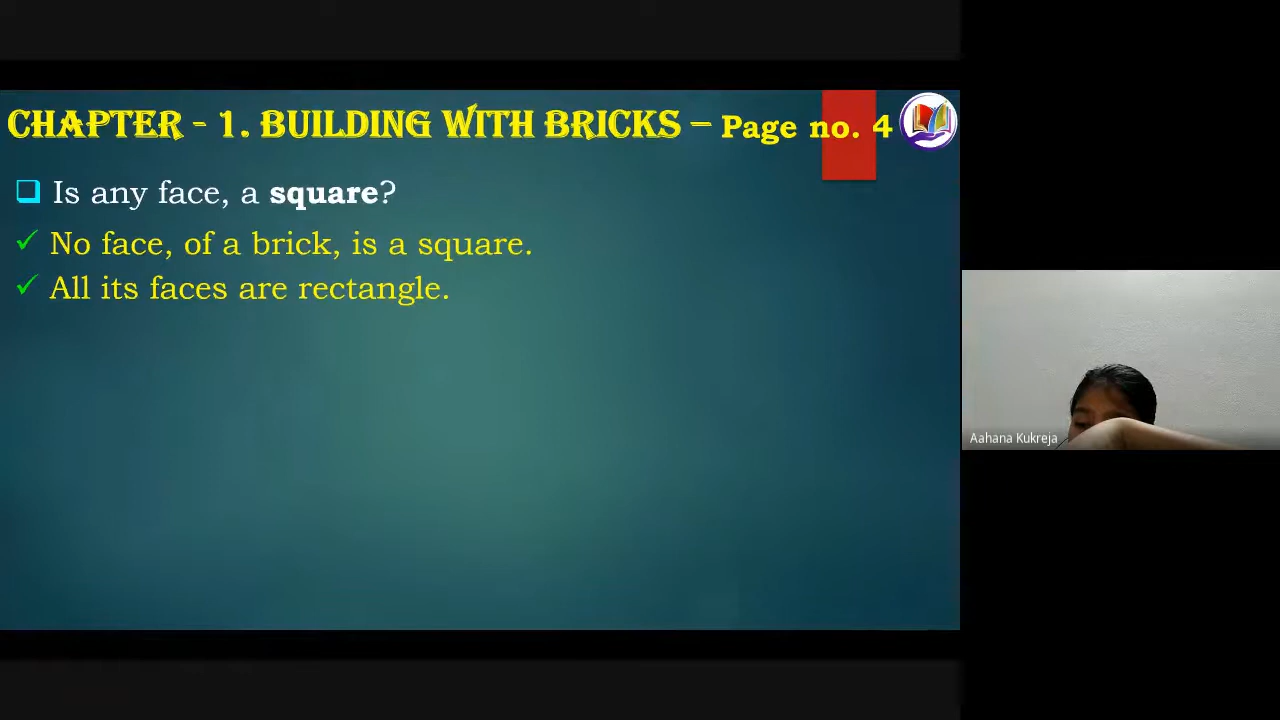 CHAPTER - 1. BUILDING WITH BRICKS – Page no. 4
Is any face, a square?
No face, of a brick, is a square.
All its faces are rectangle.
Aahana Kukreja